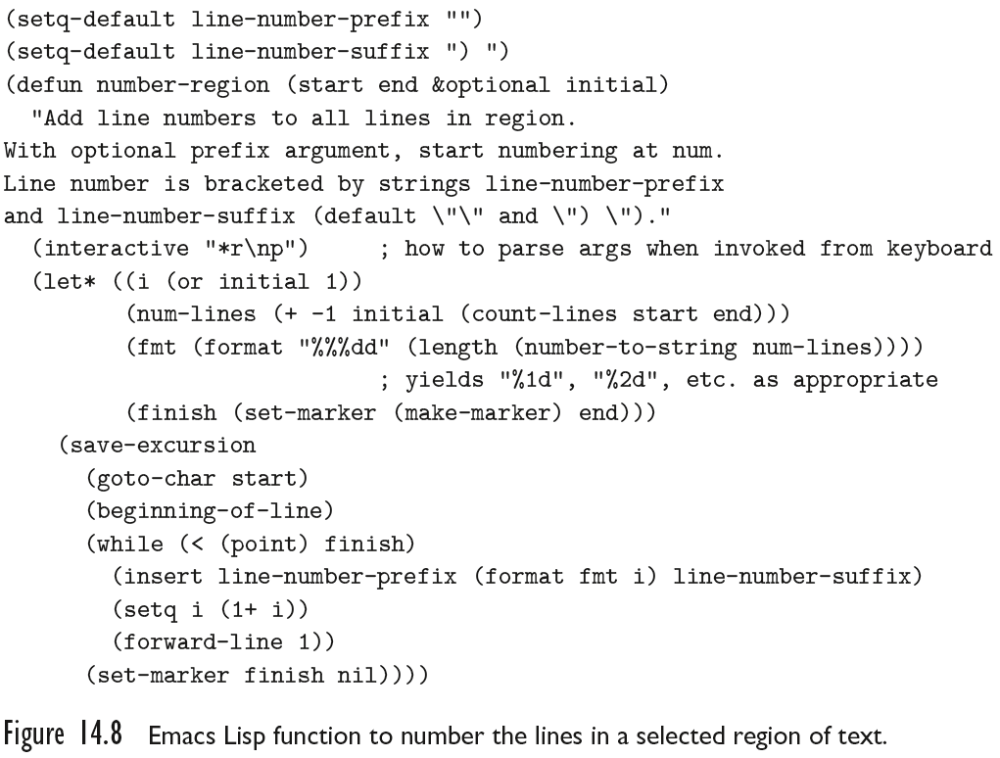 (setq-default line-number-prefix "")
(setq-default line-number-suffix ") ")
(defun number-region (start end &optional initial)
  "Add line numbers to all lines in region.
With optional prefix argument, start numbering at num.
Line number is bracketed by strings line-number-prefix
and line-number-suffix (default \"\" and \") \")."
  (interactive "*r\np")     ; how to parse args when invoked from keyboard
  (let* ((i (or initial 1))
         (num-lines (+ -1 initial (count-lines start end)))
         (fmt (format "%%%dd" (length (number-to-string num-lines))))
                            ; yields "%1d", "%2d", etc. as appropriate
         (finish (set-marker (make-marker) end)))
    (save-excursion
      (goto-char start)
      (beginning-of-line)
      (while (< (point) finish)
        (insert line-number-prefix (format fmt i) line-number-suffix)
        (setq i (1+ i))
        (forward-line 1))
      (set-marker finish nil))))
Figure 14.8 Emacs Lisp function to number the lines in a selected region of text.